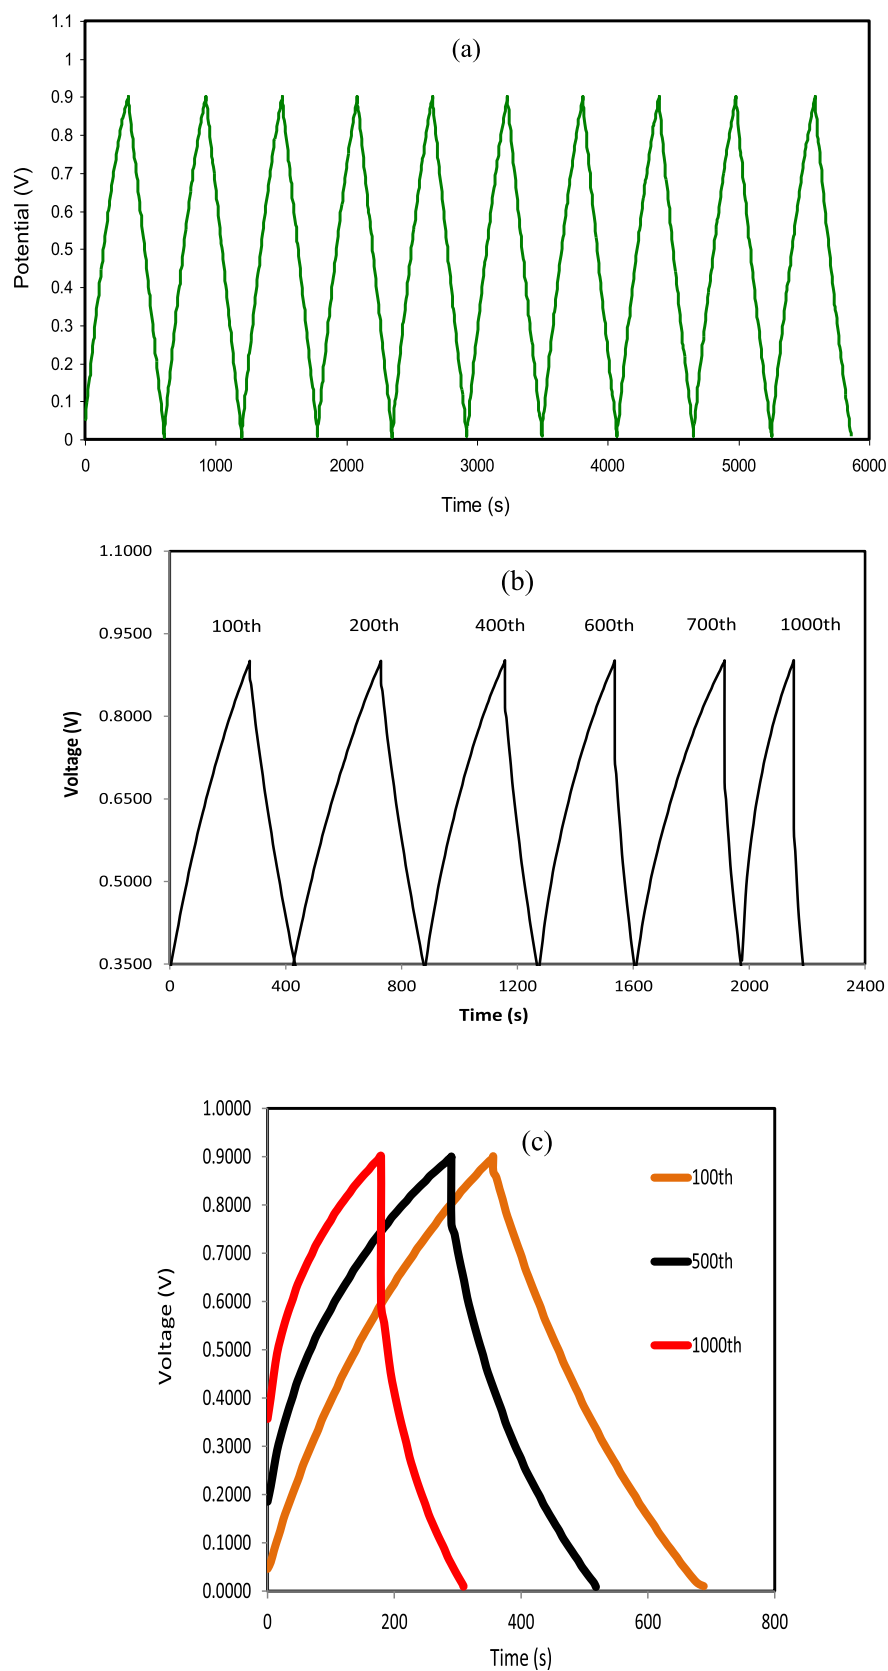 (a)
1.1
1
0.9
0.8
0.7
0.6
0.5
0.4
0.3
0.2
0.1
0
Potential (V)
0 1000 2000 3000 4000 5000 6000
Time (s)
(b)
1.1000
0.9500
0.8000
0.6500
0.5000
0.3500
Voltage (V)
100th 200th 400th 600th 700th 1000th
0 400 800 1200 1600 2000 2400
Time (s)
(c)
1.0000
0.9000
0.8000
0.7000
0.6000
0.5000
0.4000
0.3000
0.2000
0.1000
0.0000
Voltage (V)
100th
500th
1000th
0 200 400 600 800
Time (s)